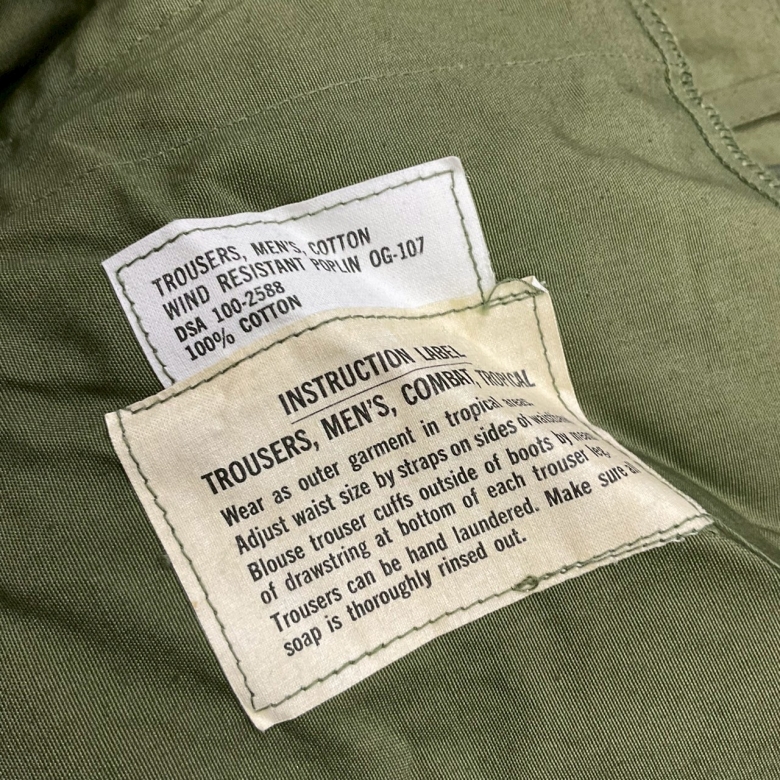 TROUSERS, MEN'S, COTTON
WIND RESISTANT POPLIN OG-107
DSA 100-2588
100% COTTON
INSTRUCTION LABEL
TROUSERS, MEN'S, COMBAT, TROPICAL
Wear as outer garment in tropical areas.
Adjust waist size by straps on sides of
Blouse trouser cuffs outside of boots by
of drawstring at bottom of each trouser leg.
Trousers can be hand laundered. Make sure
soap is thoroughly rinsed out.